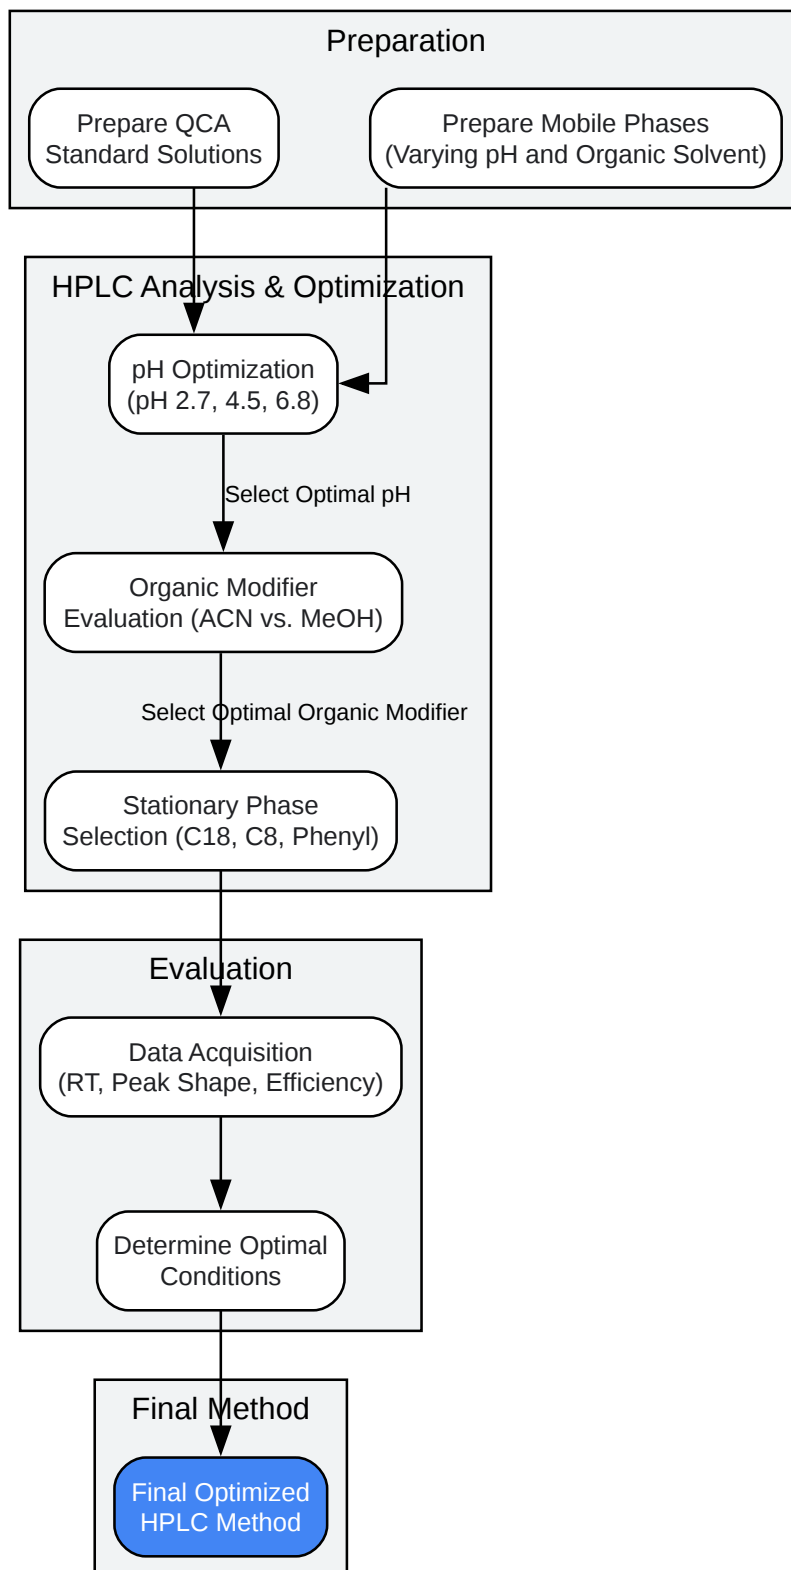 Preparation
Prepare QCA
Standard Solutions
Prepare Mobile Phases
(Varying pH and Organic Solvent)
HPLC Analysis & Optimization
pH Optimization
(pH 2.7, 4.5, 6.8)
Select Optimal pH
Organic Modifier
Evaluation (ACN vs. MeOH)
Select Optimal Organic Modifier
Stationary Phase
Selection (C18, C8, Phenyl)
Evaluation
Data Acquisition
(RT, Peak Shape, Efficiency)
Determine Optimal
Conditions
Final Method
Final Optimized
HPLC Method